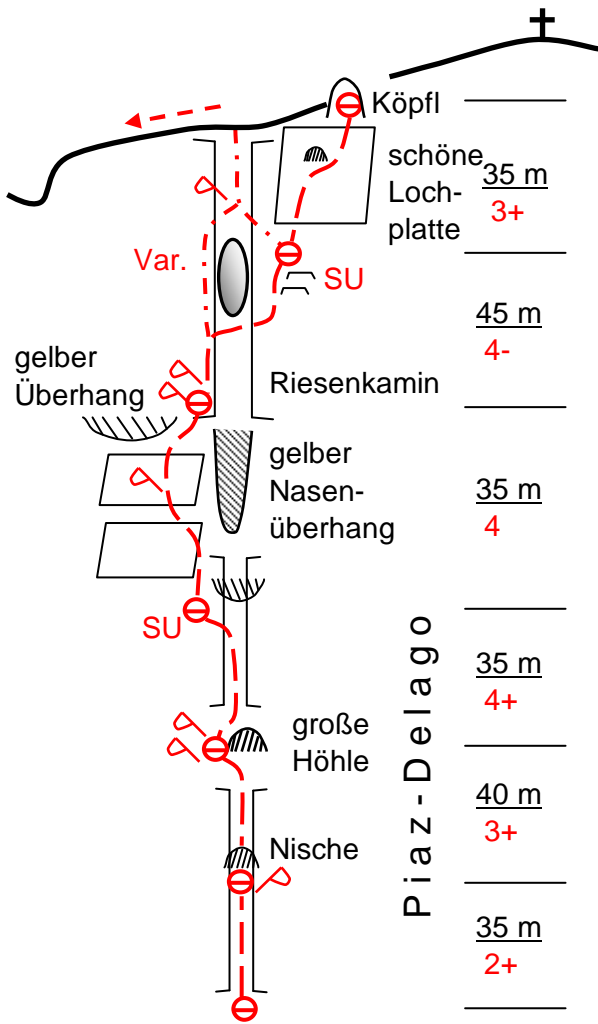 Köpfl
schöne
Loch-
platte
35 m
3+
Var.
SU
45 m
4-
gelber
Überhang
Riesenkamin
gelber
Nasen-
überhang
35 m
4
SU
35 m
4+
große
Höhle
Piaz-Delago
40 m
3+
Nische
35 m
2+